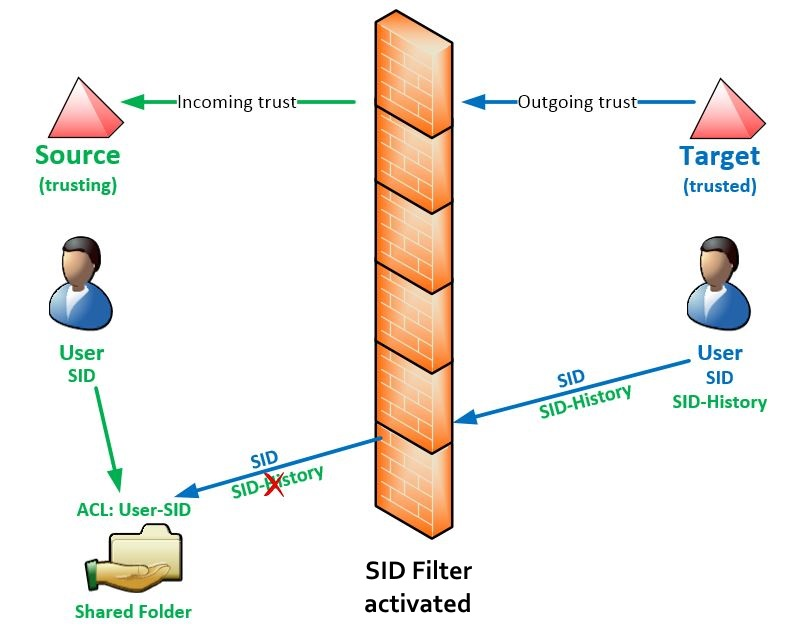 Incoming trust
Outgoing trust
Source
(trusting)
Target
(trusted)
User
SID
User
SID
SID-History
SID
SID-History
SID
SID-History
ACL: User-SID
Shared Folder
SID Filter
activated